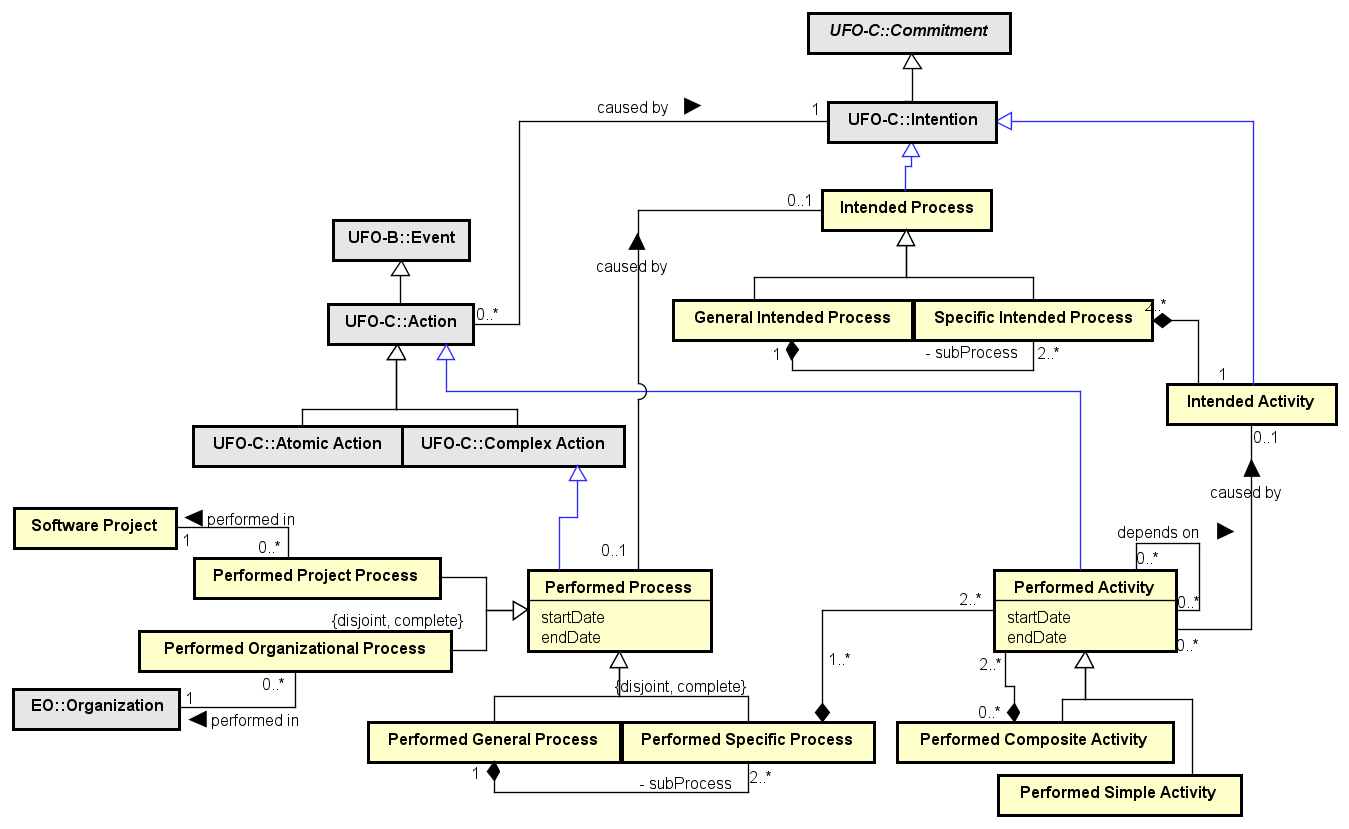 UFO-C::Commitment
caused by
1
UFO-C::Intention
0..1
Intended Process
UFO-B::Event
caused by
UFO-C::Action
0..*
General Intended Process
Specific Intended Process
2..*
1
- subProcess
2..*
1
Intended Activity
0..1
UFO-C::Atomic Action
UFO-C::Complex Action
caused by
Software Project
performed in
1
0..*
depends on
0..*
0..1
Performed Project Process
Performed Process
startDate
endDate
Performed Activity
startDate
endDate
2..*
0..*
0..*
{disjoint, complete}
Performed Organizational Process
0..*
1
EO::Organization
performed in
{disjoint, complete}
1..*
2..*
0..*
Performed General Process
Performed Specific Process
Performed Composite Activity
1
- subProcess
2..*
Performed Simple Activity